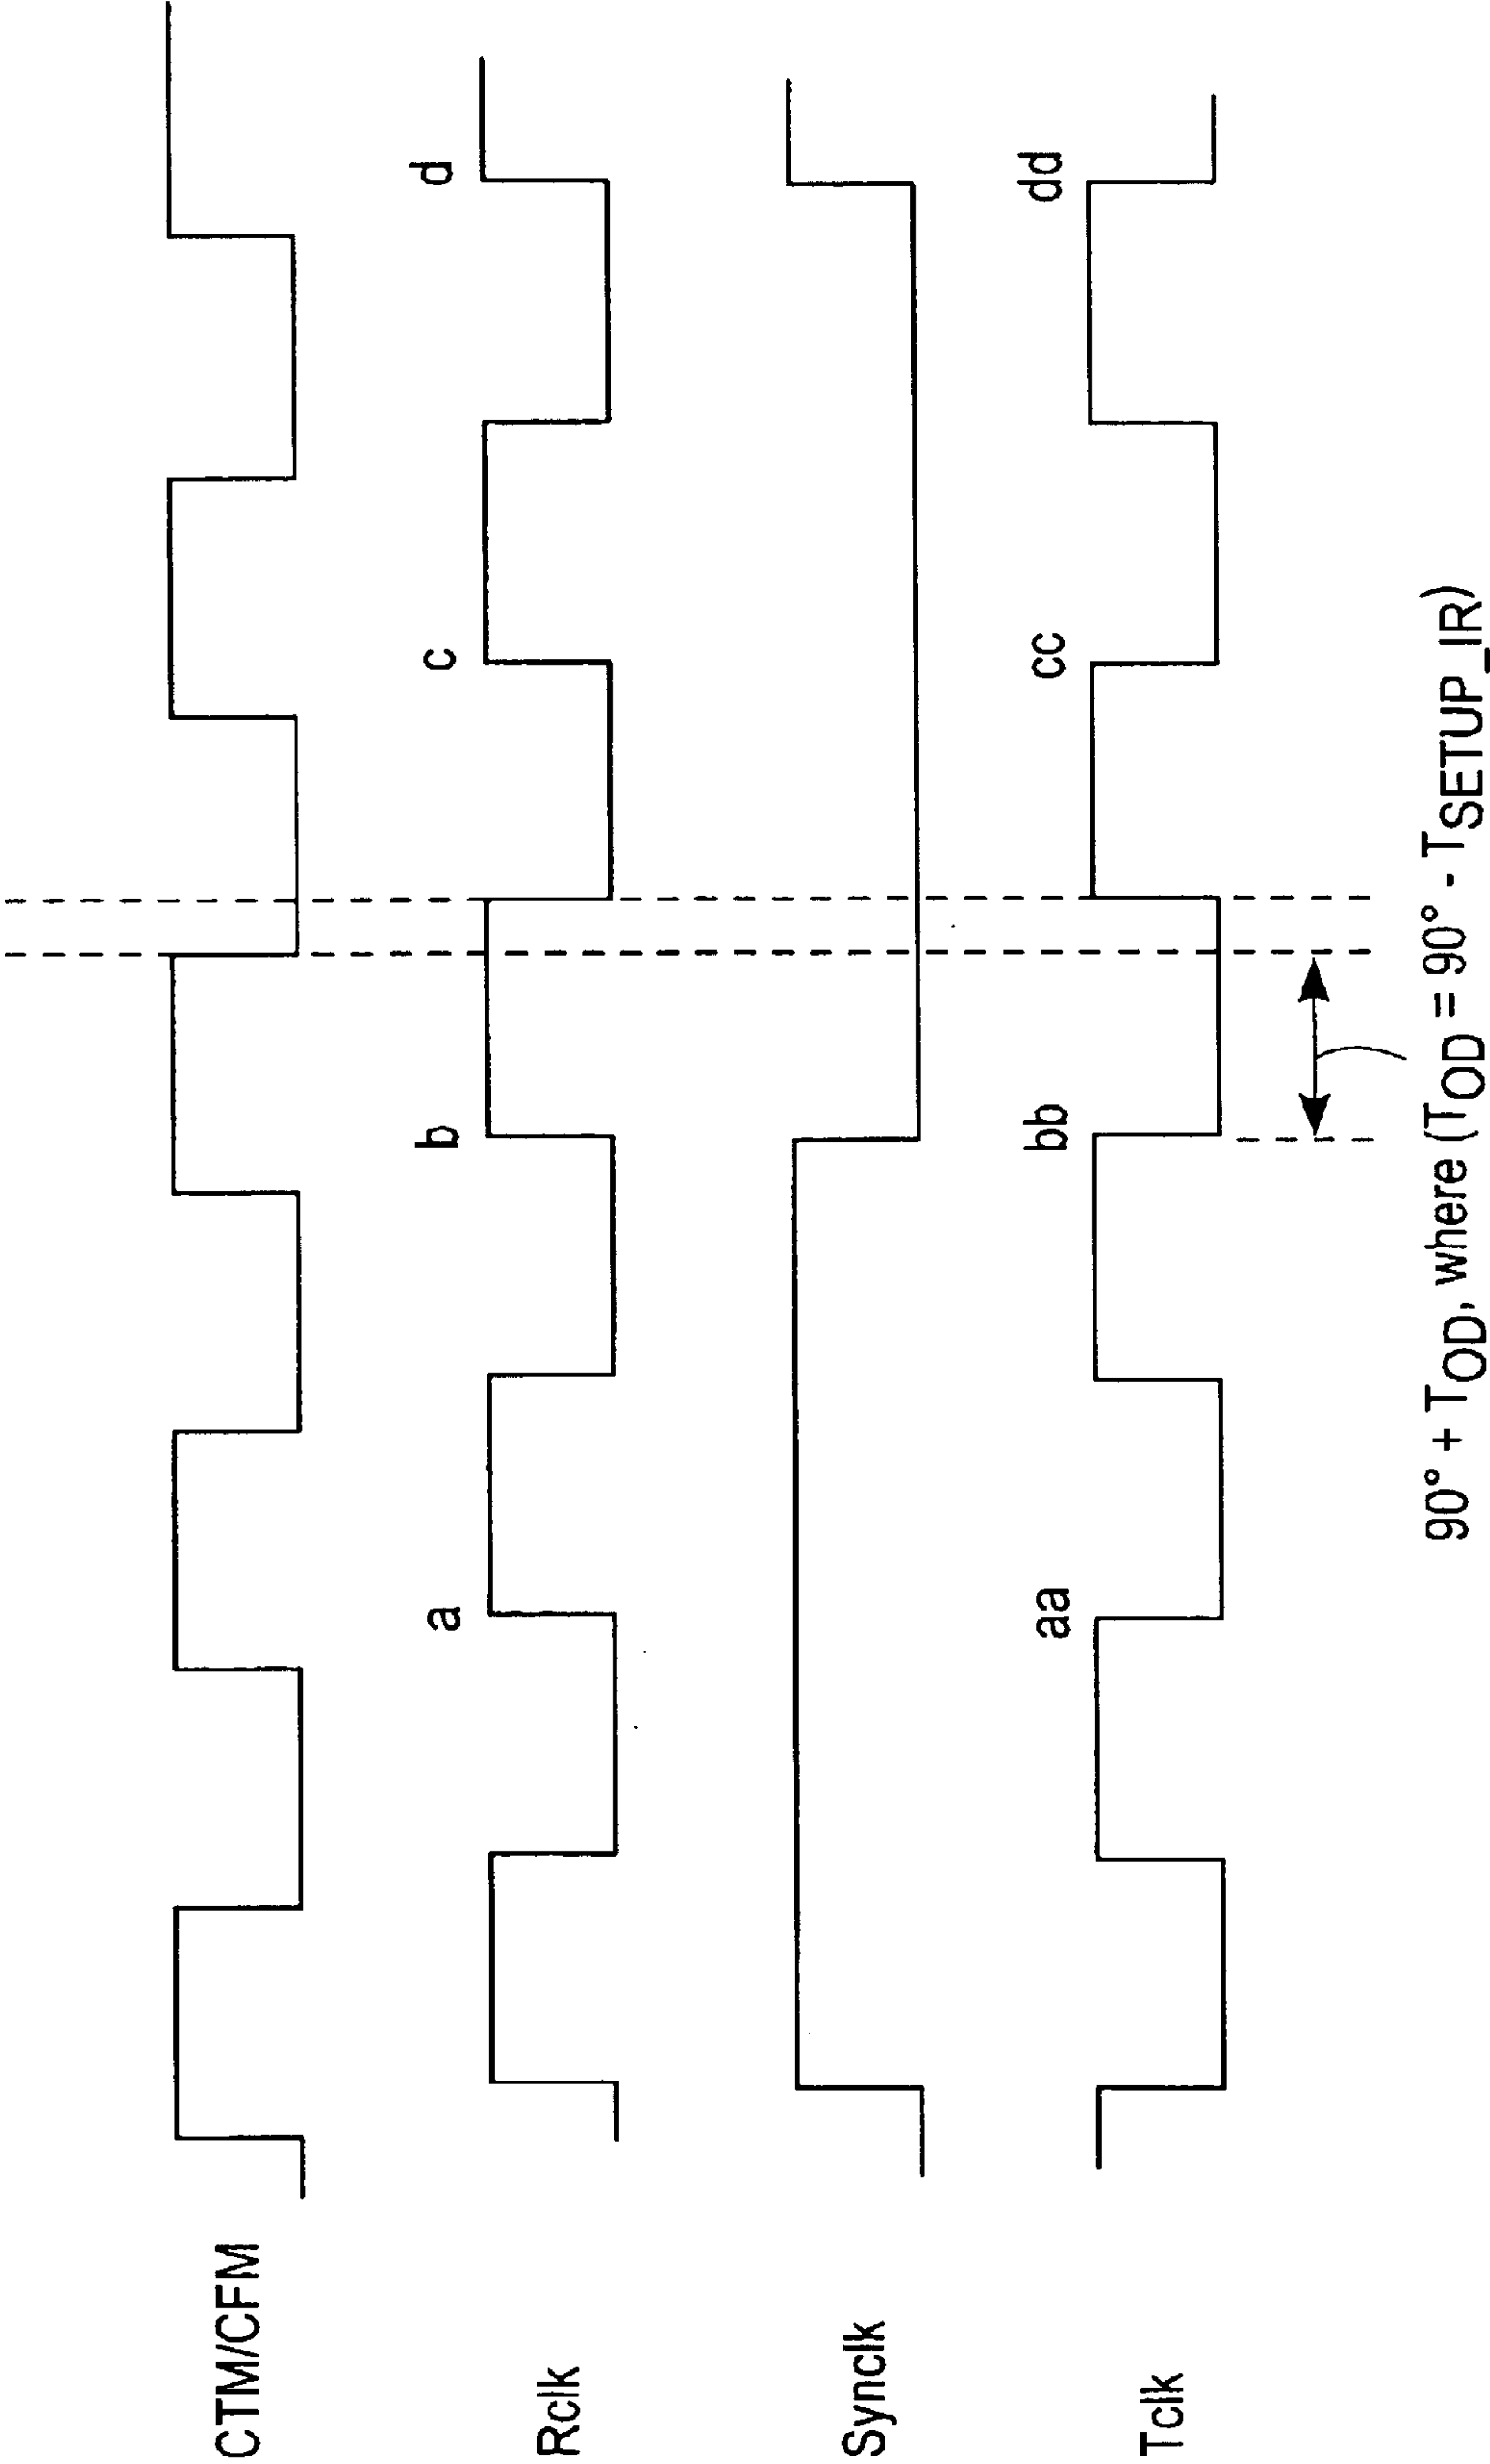 CTM/CFM
Rclk
a
b
c
d
Synclk
Tclk
aa
bb
cc
dd
90° + TOD, where (TOD = 90° - TSETUP_IR)